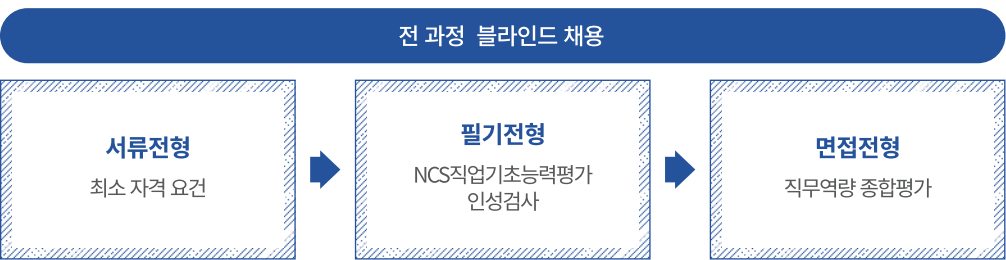 전 과정 블라인드 채용
서류전형
최소 자격 요건
필기전형
NCS직업기초능력평가
인성검사
면접전형
직무역량 종합평가